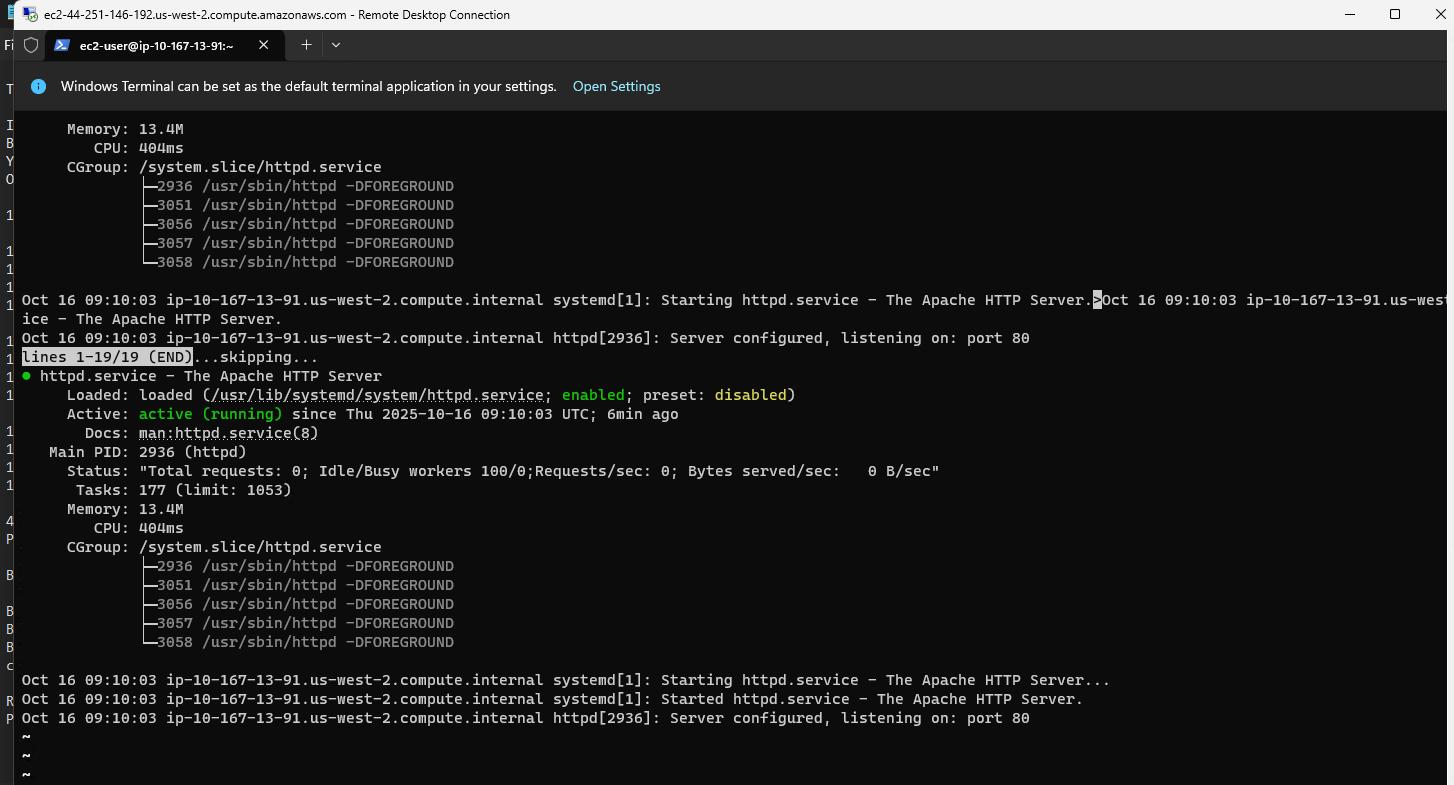 ec2-44-251-146-192.us-west-2.compute.amazonaws.com - Remote Desktop Connection
ec2-user@ip-10-167-13-91:~
Windows Terminal can be set as the default terminal application in your settings. Open Settings
Memory: 13.4M
CPU: 404ms
CGroup: /system.slice/httpd.service
├─2936 /usr/sbin/httpd -DFOREGROUND
├─3051 /usr/sbin/httpd -DFOREGROUND
├─3056 /usr/sbin/httpd -DFOREGROUND
├─3057 /usr/sbin/httpd -DFOREGROUND
└─3058 /usr/sbin/httpd -DFOREGROUND
Oct 16 09:10:03 ip-10-167-13-91.us-west-2.compute.internal systemd[1]: Starting httpd.service - The Apache HTTP Server.>Oct 16 09:10:03 ip-10-167-13-91.us-west
ice - The Apache HTTP Server.
Oct 16 09:10:03 ip-10-167-13-91.us-west-2.compute.internal httpd[2936]: Server configured, listening on: port 80
lines 1-19/19 (END)...skipping...
● httpd.service - The Apache HTTP Server
Loaded: loaded (/usr/lib/systemd/system/httpd.service; enabled; preset: disabled)
Active: active (running) since Thu 2025-10-16 09:10:03 UTC; 6min ago
Docs: man:httpd.service(8)
Main PID: 2936 (httpd)
Status: "Total requests: 0; Idle/Busy workers 100/0;Requests/sec: 0; Bytes served/sec:   0 B/sec"
Tasks: 177 (limit: 1053)
Memory: 13.4M
CPU: 404ms
CGroup: /system.slice/httpd.service
├─2936 /usr/sbin/httpd -DFOREGROUND
├─3051 /usr/sbin/httpd -DFOREGROUND
├─3056 /usr/sbin/httpd -DFOREGROUND
├─3057 /usr/sbin/httpd -DFOREGROUND
└─3058 /usr/sbin/httpd -DFOREGROUND
Oct 16 09:10:03 ip-10-167-13-91.us-west-2.compute.internal systemd[1]: Starting httpd.service - The Apache HTTP Server...
Oct 16 09:10:03 ip-10-167-13-91.us-west-2.compute.internal systemd[1]: Started httpd.service - The Apache HTTP Server.
Oct 16 09:10:03 ip-10-167-13-91.us-west-2.compute.internal httpd[2936]: Server configured, listening on: port 80
~
~
~